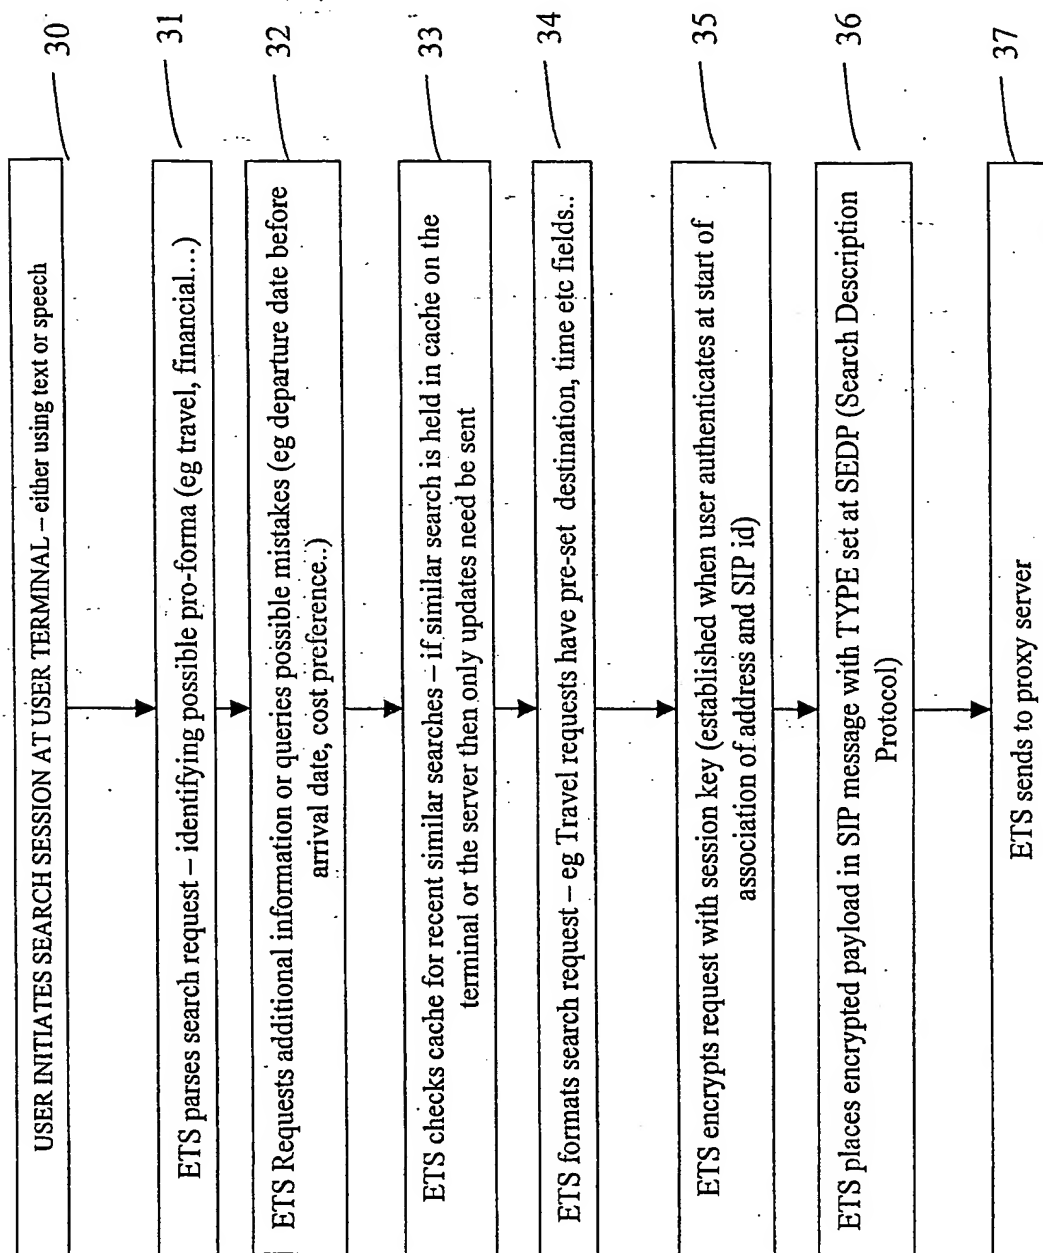 USER INITIATES SEARCH SESSION AT USER TERMINAL – either using text or speech
30
ETS parses search request – identifying possible pro-forma (eg travel, financial...)
31
ETS Requests additional information or queries possible mistakes (eg departure date before
arrival date, cost preference..)
32
ETS checks cache for recent similar searches – if similar search is held in cache on the
terminal or the server then only updates need be sent
33
ETS formats search request – eg Travel requests have pre-set destination, time etc fields..
34
ETS encrypts request with session key (established when user authenticates at start of
association of address and SIP id)
35
ETS places encrypted payload in SIP message with TYPE set at SEDP (Search Description
Protocol)
36
ETS sends to proxy server
37